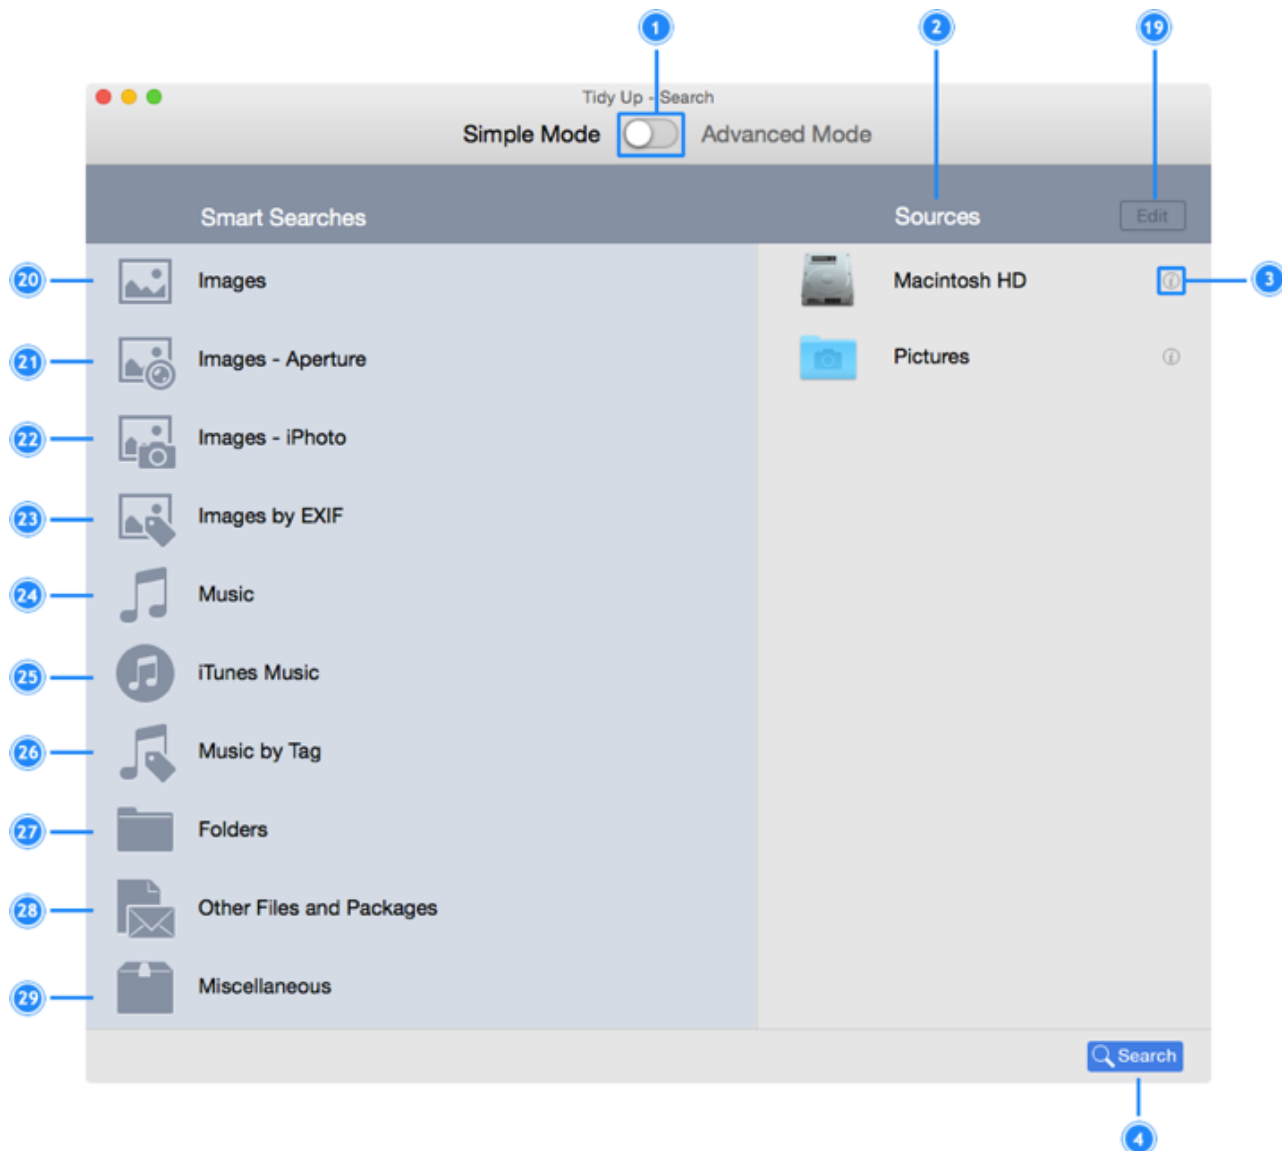 1 2 19
Tidy Up - Search
Simple Mode Advanced Mode
Smart Searches Sources Edit
20 Images Macintosh HD i 3
21 Images - Aperture Pictures i
22 Images - iPhoto
23 Images by EXIF
24 Music
25 iTunes Music
26 Music by Tag
27 Folders
28 Other Files and Packages
29 Miscellaneous
Search
4